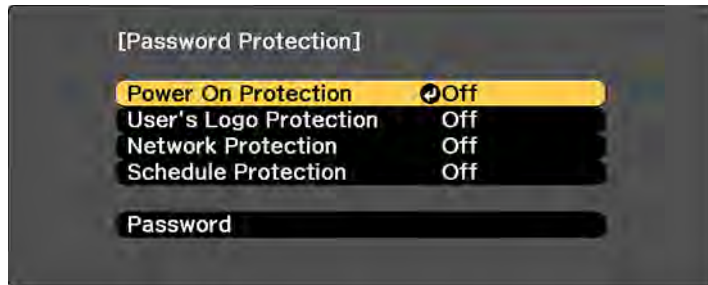 [Password Protection]
Power On Protection Off
User's Logo Protection Off
Network Protection Off
Schedule Protection Off
Password